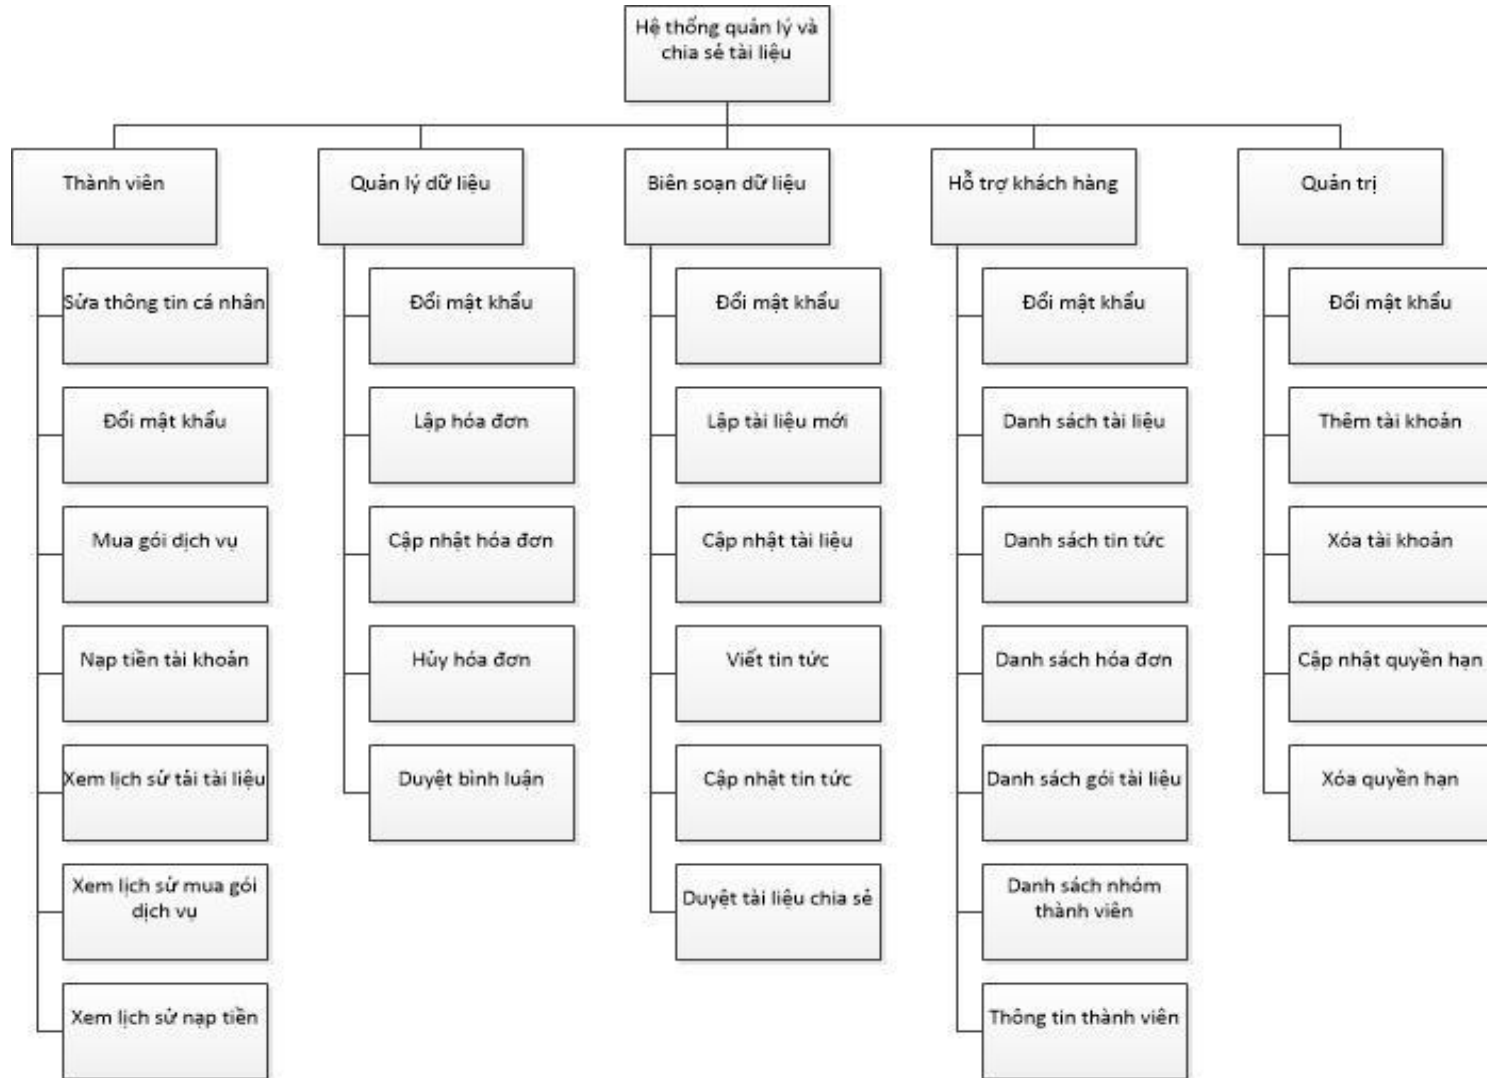 Hệ thống quản lý và
chia sẻ tài liệu
Thành viên
Quản lý dữ liệu
Biên soạn dữ liệu
Hỗ trợ khách hàng
Quản trị
Sửa thông tin cá nhân
Đổi mật khẩu
Mua gói dịch vụ
Nạp tiền tài khoản
Xem lịch sử tải tài liệu
Xem lịch sử mua gói
dịch vụ
Xem lịch sử nạp tiền
Đổi mật khẩu
Lập hóa đơn
Cập nhật hóa đơn
Hủy hóa đơn
Duyệt bình luận
Đổi mật khẩu
Lập tài liệu mới
Cập nhật tài liệu
Viết tin tức
Cập nhật tin tức
Duyệt tài liệu chia sẻ
Đổi mật khẩu
Danh sách tài liệu
Danh sách tin tức
Danh sách hóa đơn
Danh sách gói tài liệu
Danh sách nhóm
thành viên
Thông tin thành viên
Đổi mật khẩu
Thêm tài khoản
Xóa tài khoản
Cập nhật quyền hạn
Xóa quyền hạn